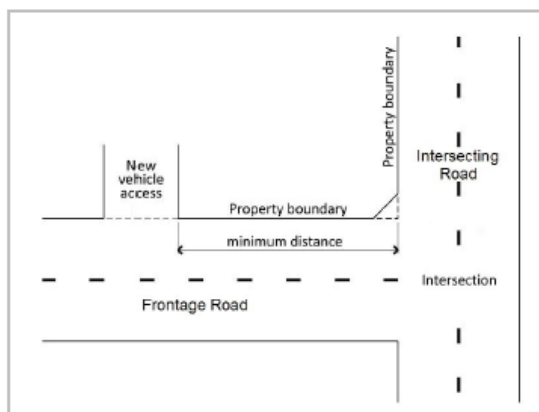 Property boundary
New
vehicle
access
Intersecting
Road
Property boundary
minimum distance
Intersection
Frontage Road